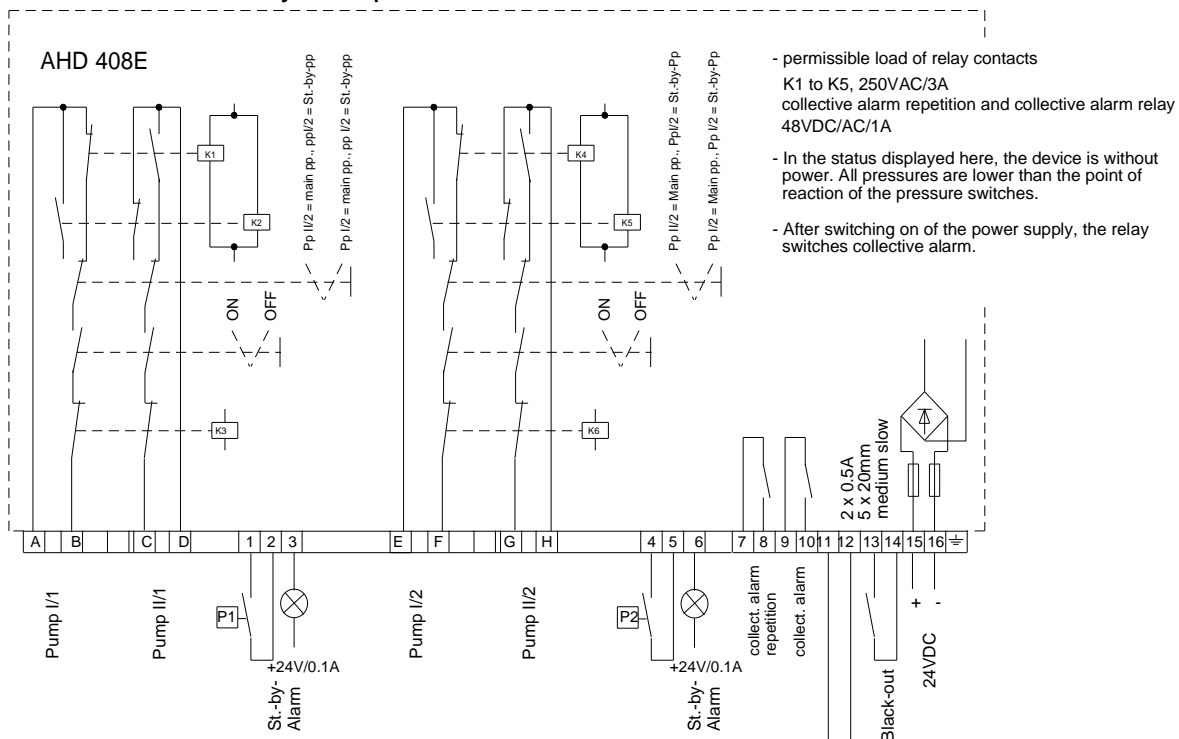 AHD 408E
Pp II/2 = main pp., ppI/2 = St.-by-pp
Pp I/2 = main pp., pp I/2 = St.-by-pp
Pp II/2 = Main pp., PpI/2 = St.-by-Pp
Pp I/2 = Main pp., Pp I/2 = St.-by-Pp
- permissible load of relay contacts
K1 to K5, 250VAC/3A
collective alarm repetition and collective alarm relay
48VDC/AC/1A
- In the status displayed here, the device is without
power. All pressures are lower than the point of
reaction of the pressure switches.
- After switching on of the power supply, the relay
switches collective alarm.
K1
K2
K4
K5
ON
OFF
ON
OFF
K3
K6
2 x 0.5A
5 x 20mm
medium slow
A B C D 1 2 3 E F G H 4 5 6 7 8 9 10 11 12 13 14 15 16
Pump I/1
Pump II/1
P1
+24V/0.1A
St.-by-
Alarm
Pump I/2
Pump II/2
P2
+24V/0.1A
St.-by-
Alarm
collect. alarm
repetition
collect. alarm
Black-out
+
-
24VDC